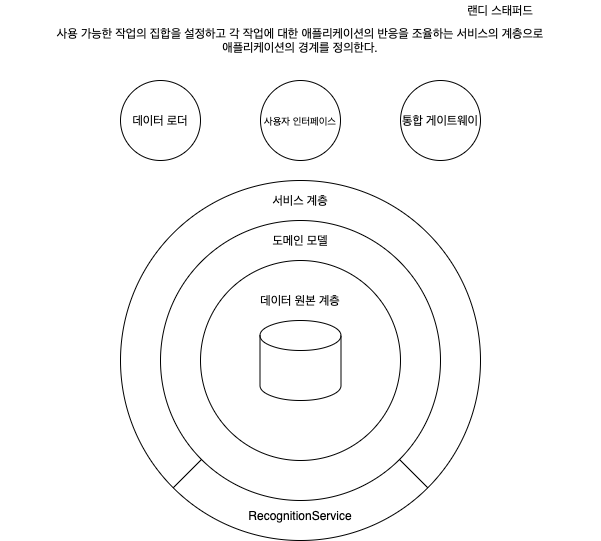 랜디 스태퍼드
사용 가능한 작업의 집합을 설정하고 각 작업에 대한 애플리케이션의 반응을 조율하는 서비스의 계층으로
애플리케이션의 경계를 정의한다.
데이터 로더
사용자 인터페이스
통합 게이트웨이
서비스 계층
도메인 모델
데이터 원본 계층
RecognitionService